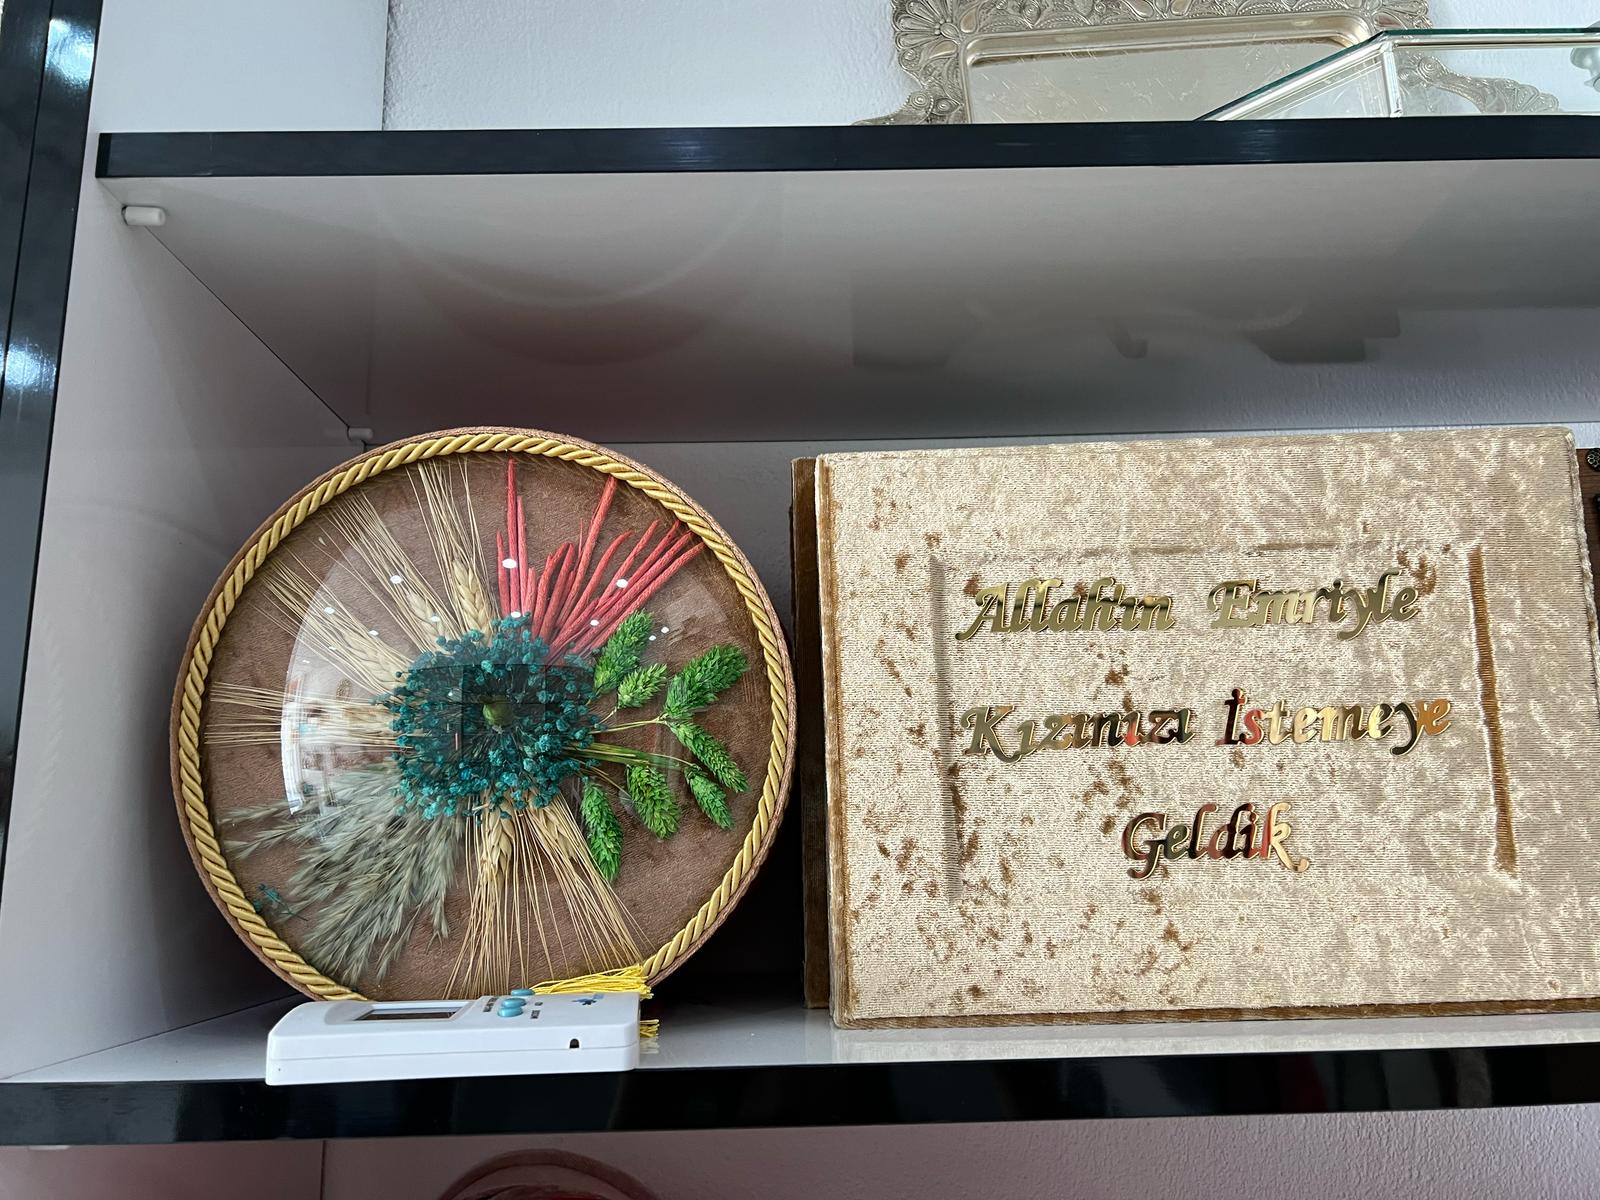 Allah'ın Emriyle
Kızınızı İstemeye
Geldik